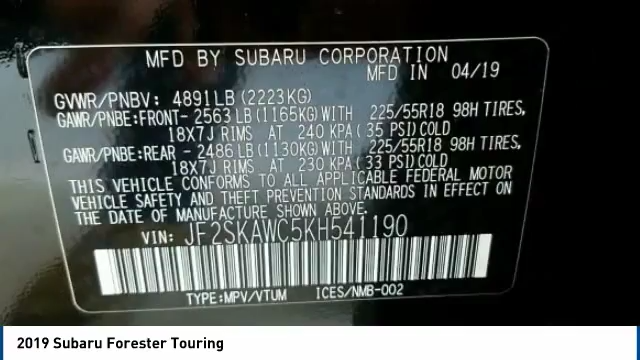 MFD BY SUBARU CORPORATION
MFD IN 04/19
GVWR/PNBV: 4891LB (2223KG)
GAWR/PNBE:FRONT- 2563 LB (1165KG)WITH 225/55R18 98H TIRES,
18X7J RIMS AT 240 KPA (35 PSI)COLD
GAWR/PNBE:REAR - 2486 LB (1130KG)WITH 225/55R18 98H TIRES,
18X7J RIMS AT 230 KPA (33 PSI)COLD
THIS VEHICLE CONFORMS TO ALL APPLICABLE FEDERAL MOTOR
VEHICLE SAFETY AND THEFT PREVENTION STANDARDS IN EFFECT ON
THE DATE OF MANUFACTURE SHOWN ABOVE.
VIN: JF2SKAWC5KH541190
TYPE:MPV/VTUM ICES/NMB-002
2019 Subaru Forester Touring